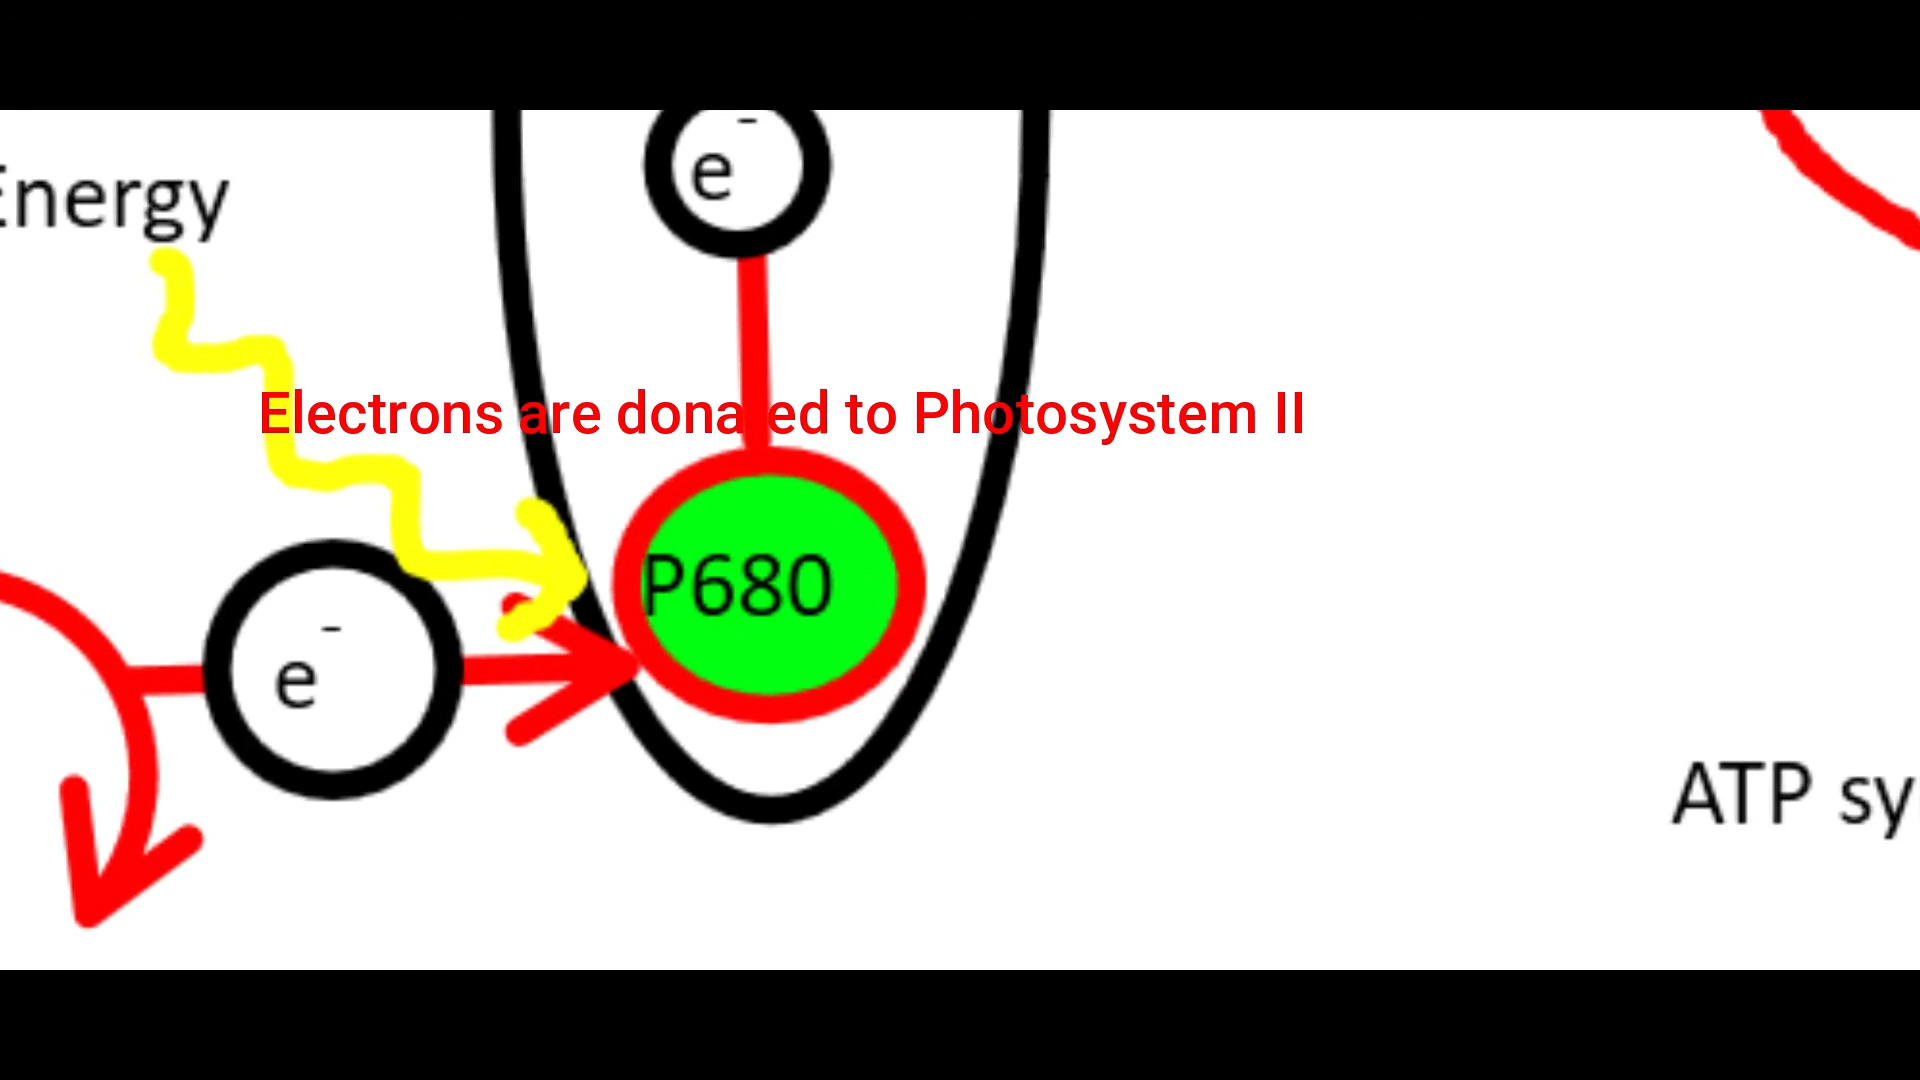 e-
Energy
Electrons are donated to Photosystem II
P680
e-
ATP sy